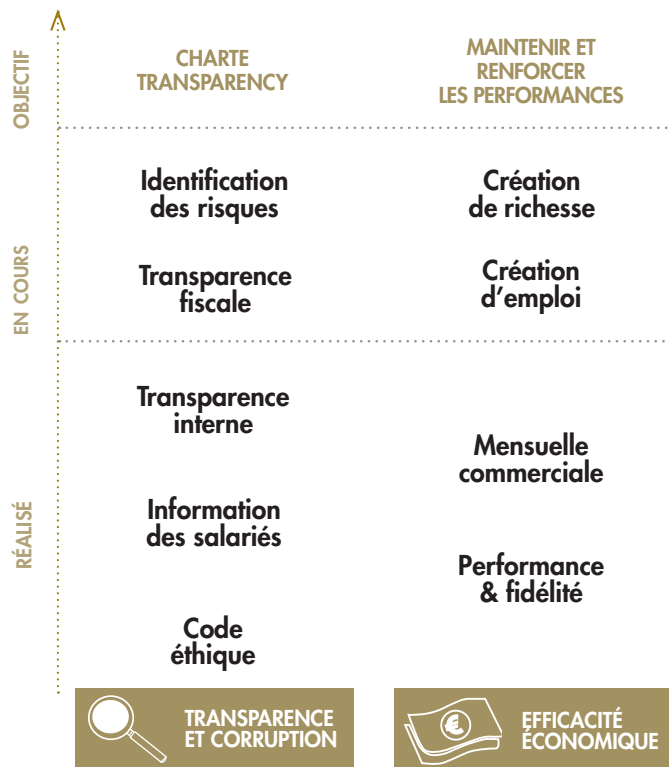 OBJECTIF
CHARTE
TRANSPARENCY
MAINTENIR ET
RENFORCER
LES PERFORMANCES
EN COURS
Identification
des risques
Création
de richesse
Transparence
fiscale
Création
d’emploi
RÉALISÉ
Transparence
interne
Mensuelle
commerciale
Information
des salariés
Performance
& fidélité
Code
éthique
TRANSPARENCE
ET CORRUPTION
€
EFFICACITÉ
ÉCONOMIQUE